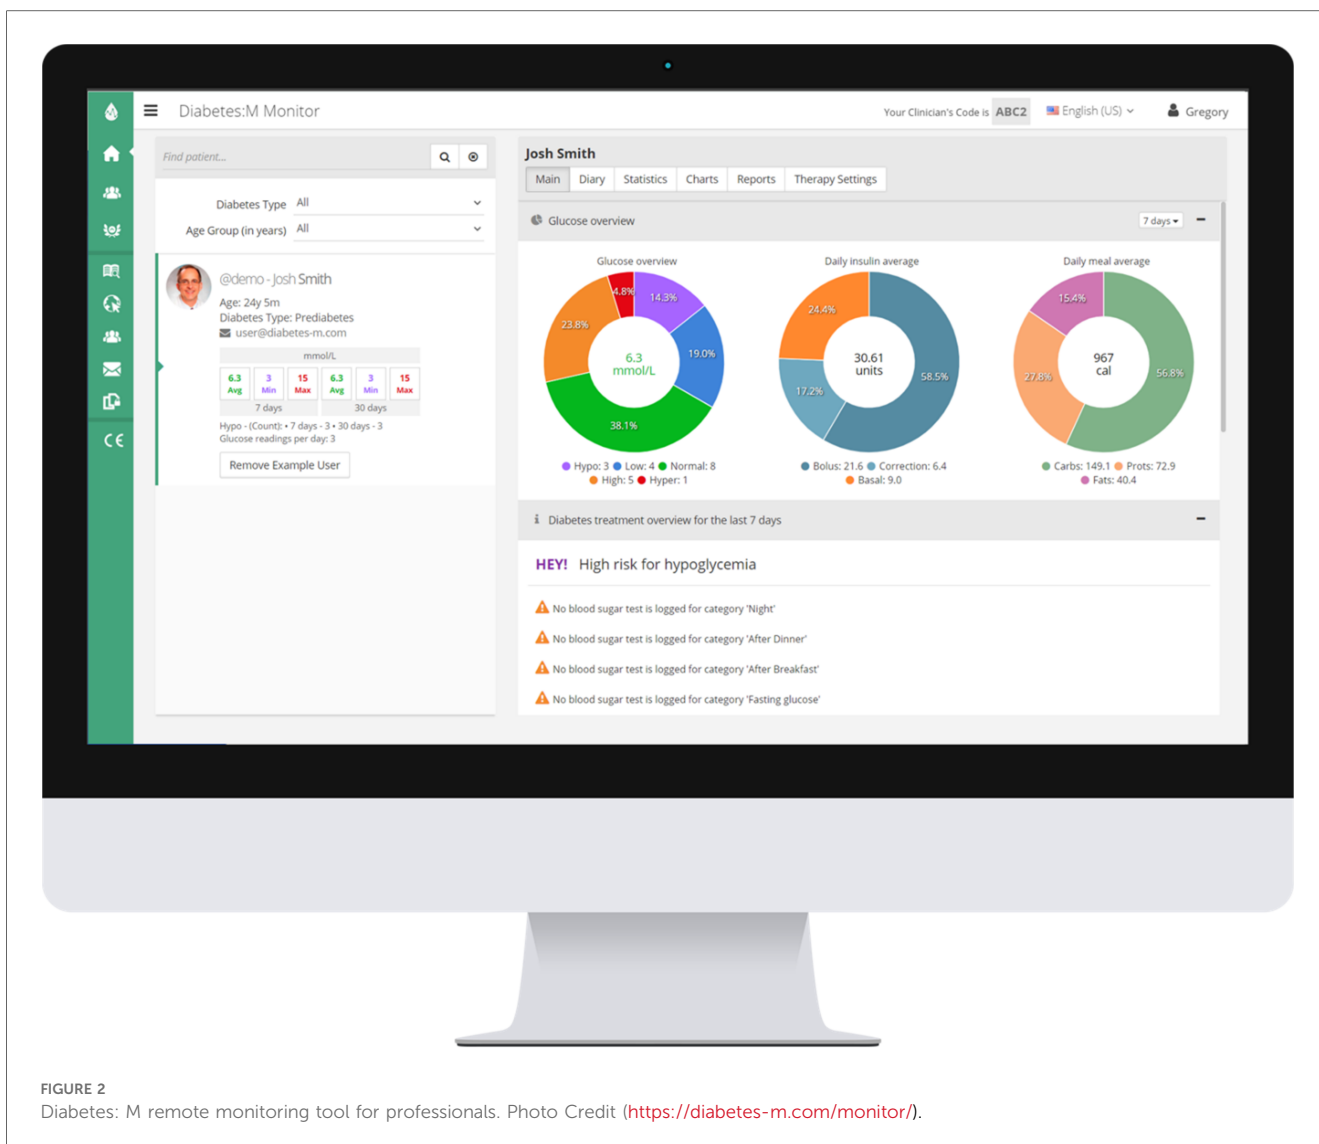 Diabetes:M Monitor
Your Clinician's Code is ABC2
English (US)
Gregory
Find patient...
Diabetes Type All
Age Group (in years) All
@demo - Josh Smith
Age: 24y 5m
Diabetes Type: Prediabetes
user@diabetes-m.com
mmol/L
6.3 3 15 6.3 3 15
Avg Min Max Avg Min Max
7 days 30 days
Hypo - (Count): • 7 days - 3 • 30 days - 3
Glucose readings per day: 3
Remove Example User
CE
Josh Smith
Main Diary Statistics Charts Reports Therapy Settings
Glucose overview
7 days
Glucose overview
4.8%
14.3%
23.8%
19.0%
6.3
mmol/L
38.1%
Hypo: 3 Low: 4 Normal: 8
High: 5 Hyper: 1
Daily insulin average
24.4%
30.61
units
58.5%
17.2%
Bolus: 21.6 Correction: 6.4
Basal: 9.0
Daily meal average
15.4%
967
cal
27.8%
56.8%
Carbs: 149.1 Prots: 72.9
Fats: 40.4
Diabetes treatment overview for the last 7 days
HEY! High risk for hypoglycemia
No blood sugar test is logged for category 'Night'
No blood sugar test is logged for category 'After Dinner'
No blood sugar test is logged for category 'After Breakfast'
No blood sugar test is logged for category 'Fasting glucose'
FIGURE 2
Diabetes: M remote monitoring tool for professionals. Photo Credit (https://diabetes-m.com/monitor/).